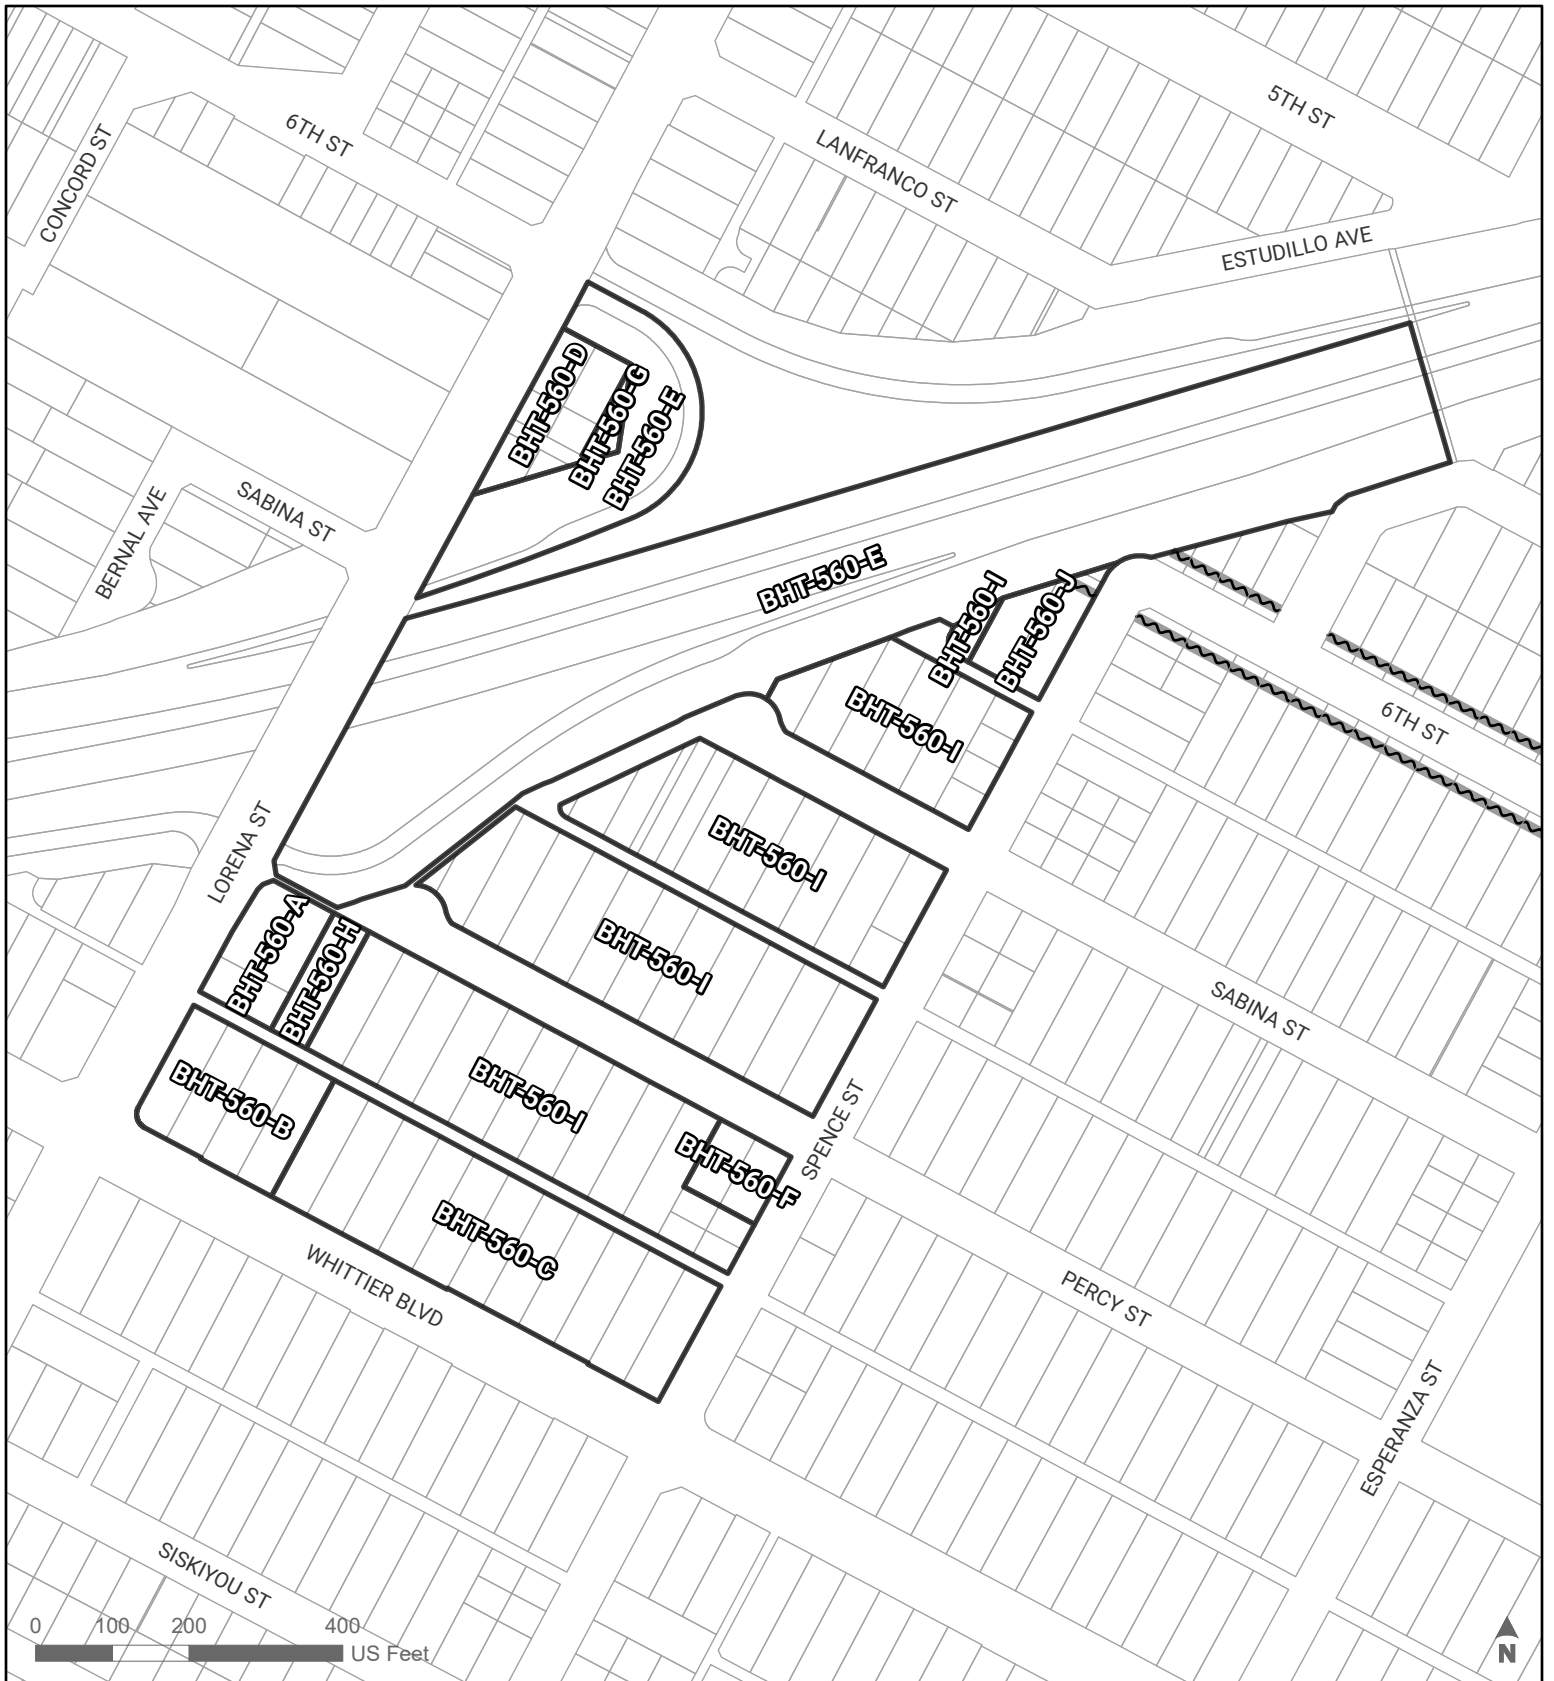 5TH ST
6TH ST
CONCORD ST
LANFRANCO ST
ESTUDILLO AVE
BHT-560-D
BHT-560-G
BHT-560-E
SABINA ST
BERNAL AVE
BHT-560-E
BHT-560-I
BHT-560-J
BHT-560-I
6TH ST
LORENA ST
BHT-560-I
BHT-560-A
BHT-560-H
BHT-560-I
SABINA ST
BHT-560-B
BHT-560-I
SPENCE ST
BHT-560-F
BHT-560-C
WHITTIER BLVD
PERCY ST
ESPERANZA ST
SISKIYOU ST
0 100 200 400
US Feet
N